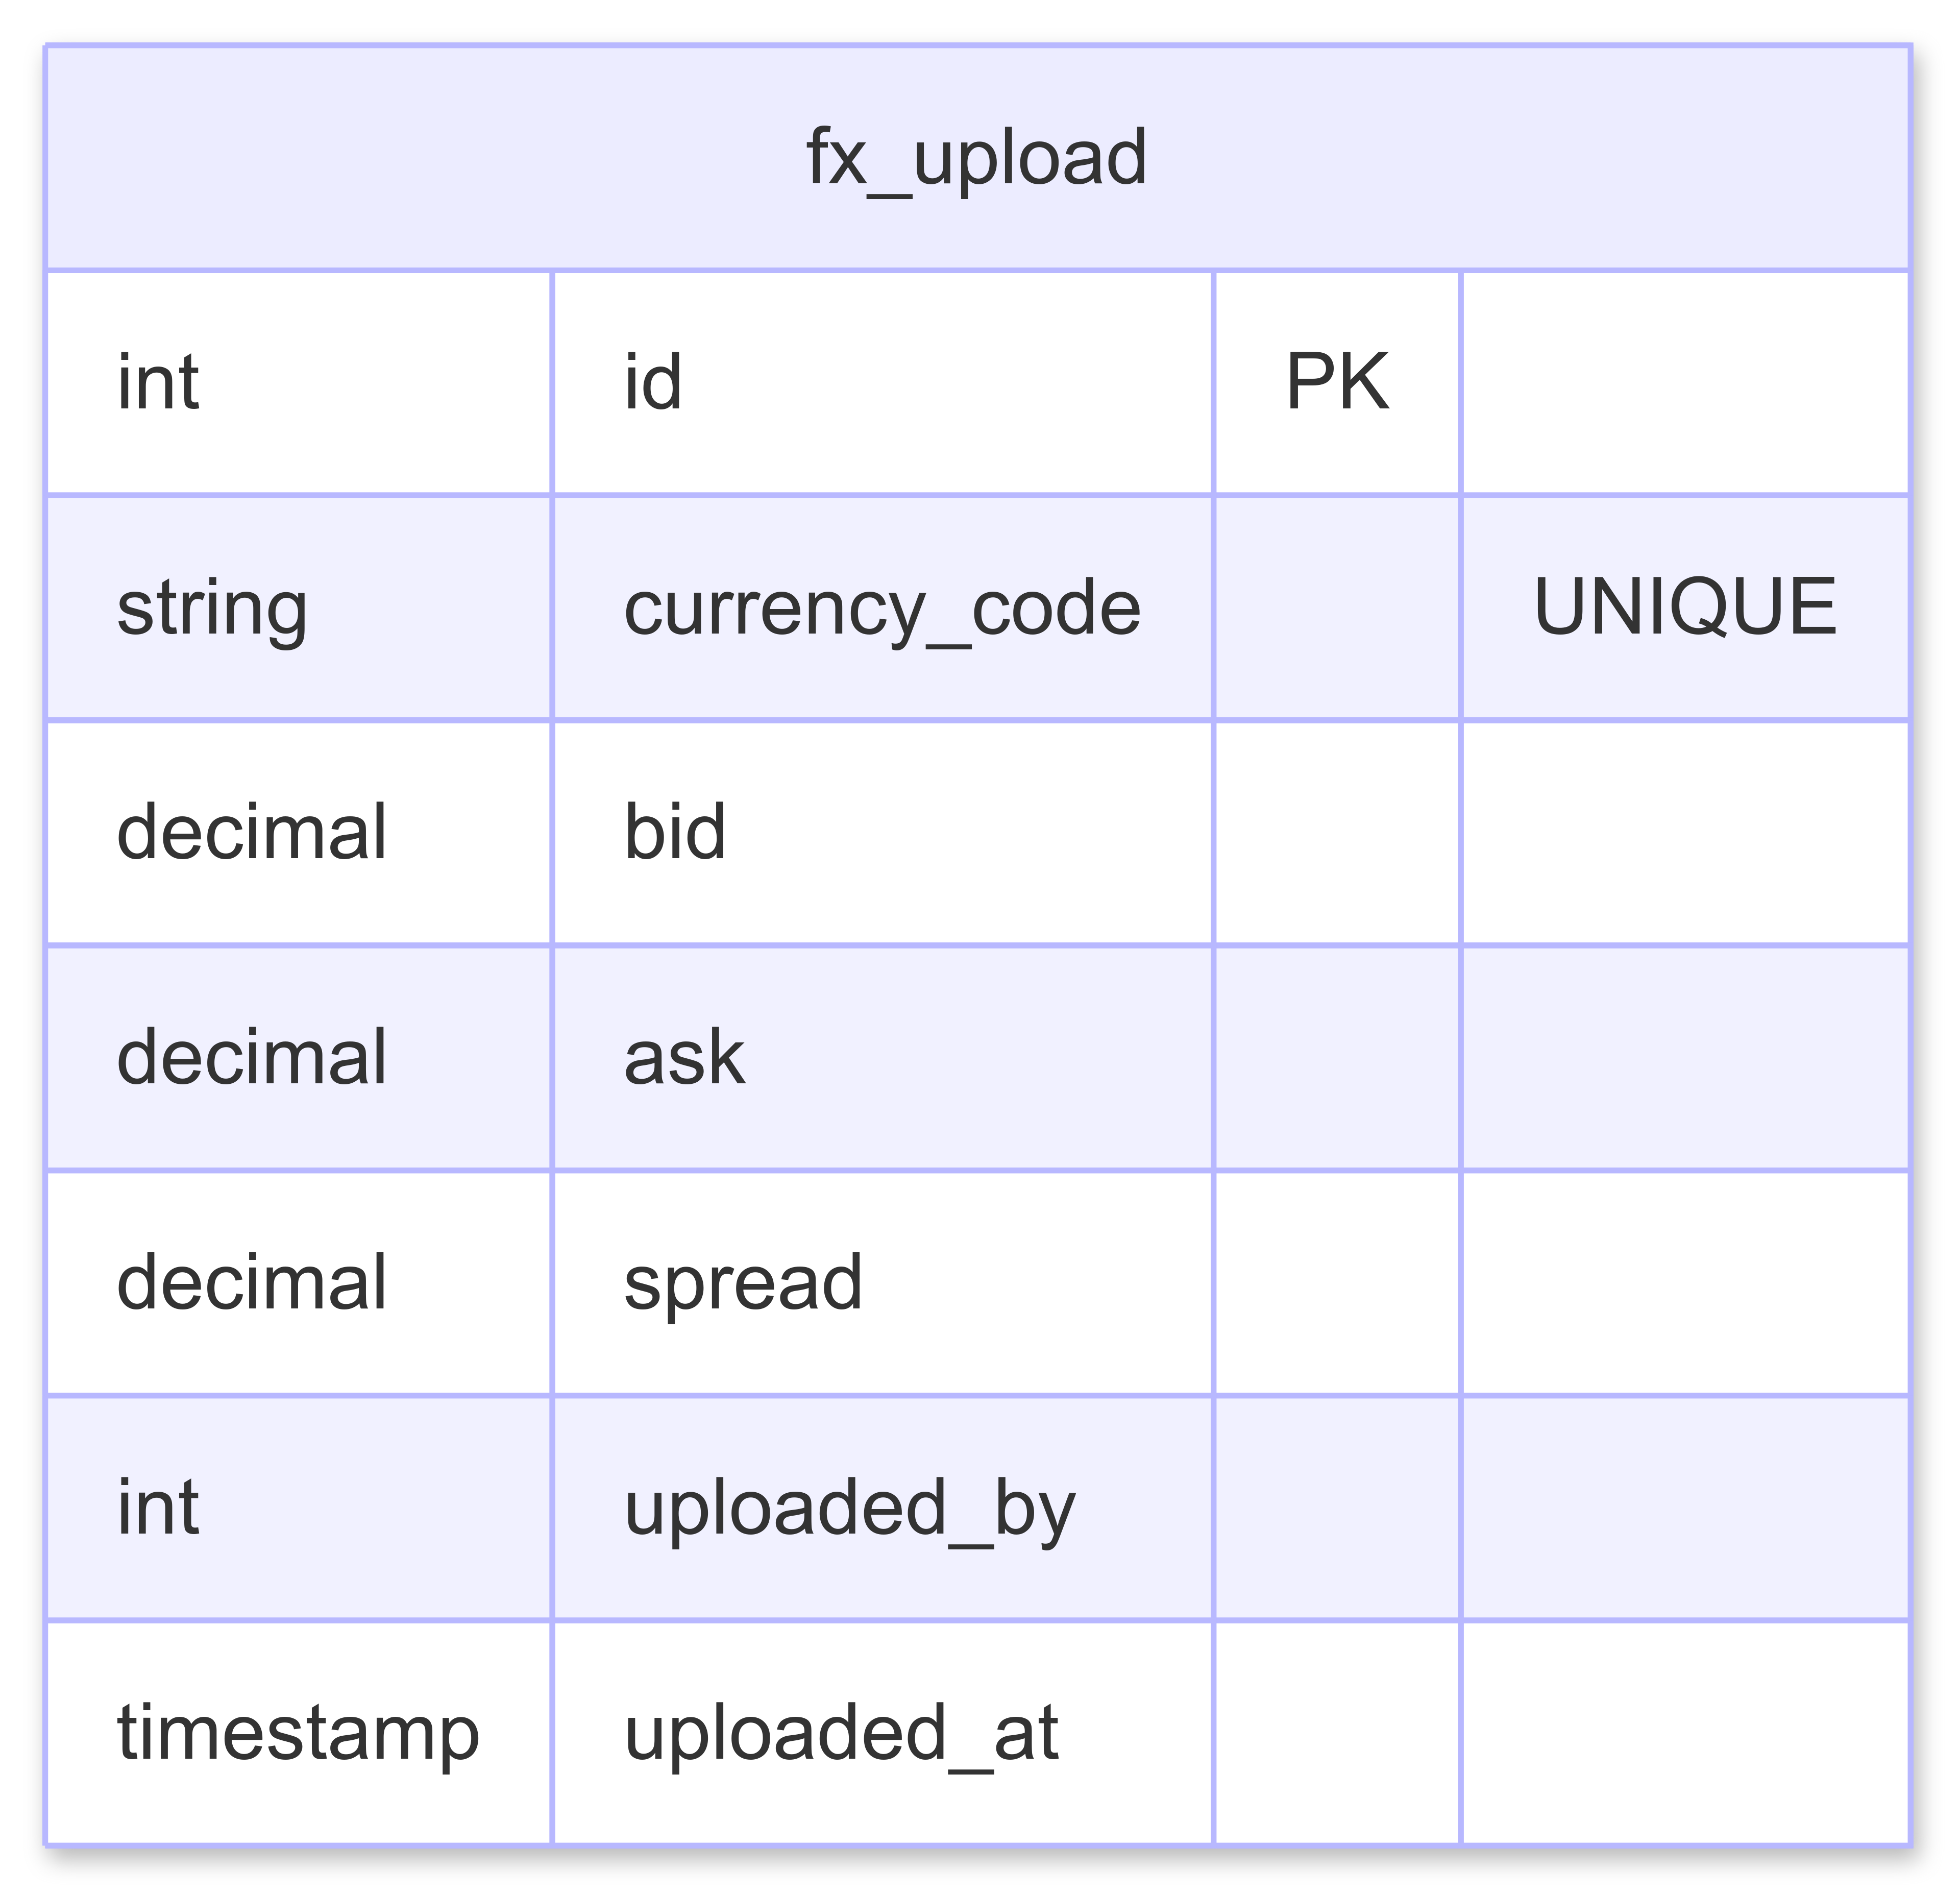 fx_upload
int id PK
string currency_code UNIQUE
decimal bid
decimal ask
decimal spread
int uploaded_by
timestamp uploaded_at